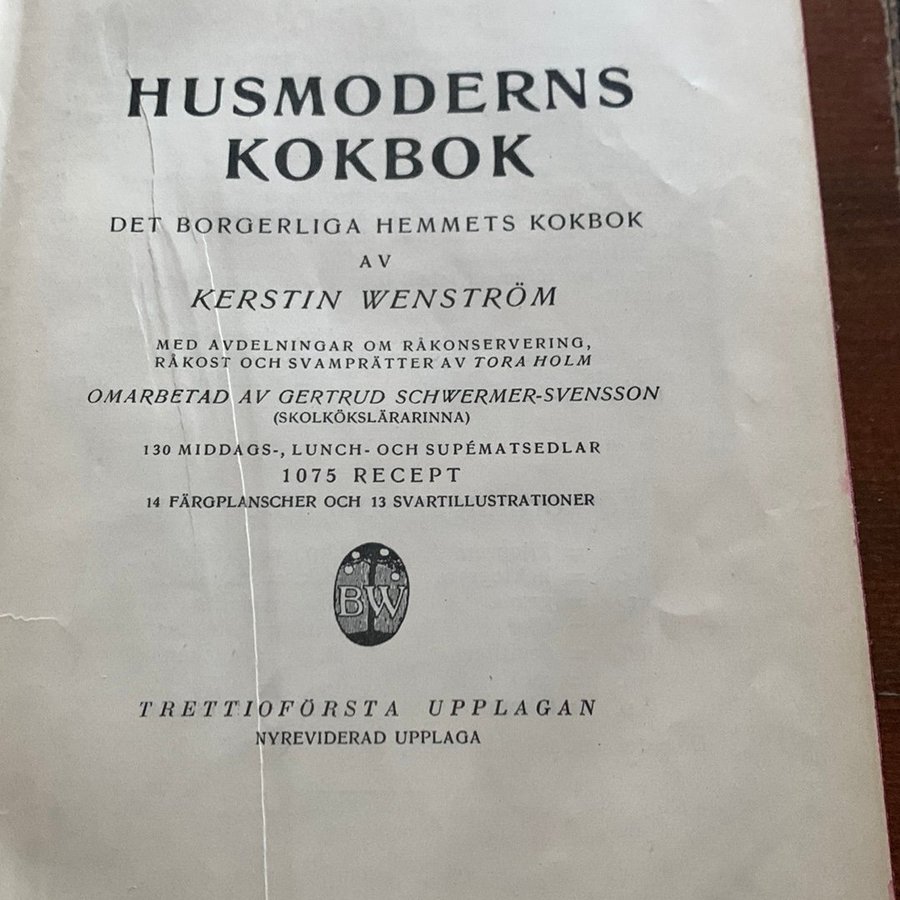 HUSMODERNS
KOKBOK
DET BORGERLIGA HEMMETS KOKBOK
AV
KERSTIN WENSTRÖM
MED AVDELNINGAR OM RÅKONSERVERING,
RÅKOST OCH SVAMPRÄTTER AV TORA HOLM
OMARBETAD AV GERTRUD SCHWERMER-SVENSSON
(SKOLKÖKSLÄRARINNA)
130 MIDDAGS-, LUNCH- OCH SUPÉMATSEDLAR
1075 RECEPT
14 FÄRGPLANSCHER OCH 13 SVARTILLUSTRATIONER
BW
TRETTIOFÖRSTA UPPLAGAN
NYREVIDERAD UPPLAGA